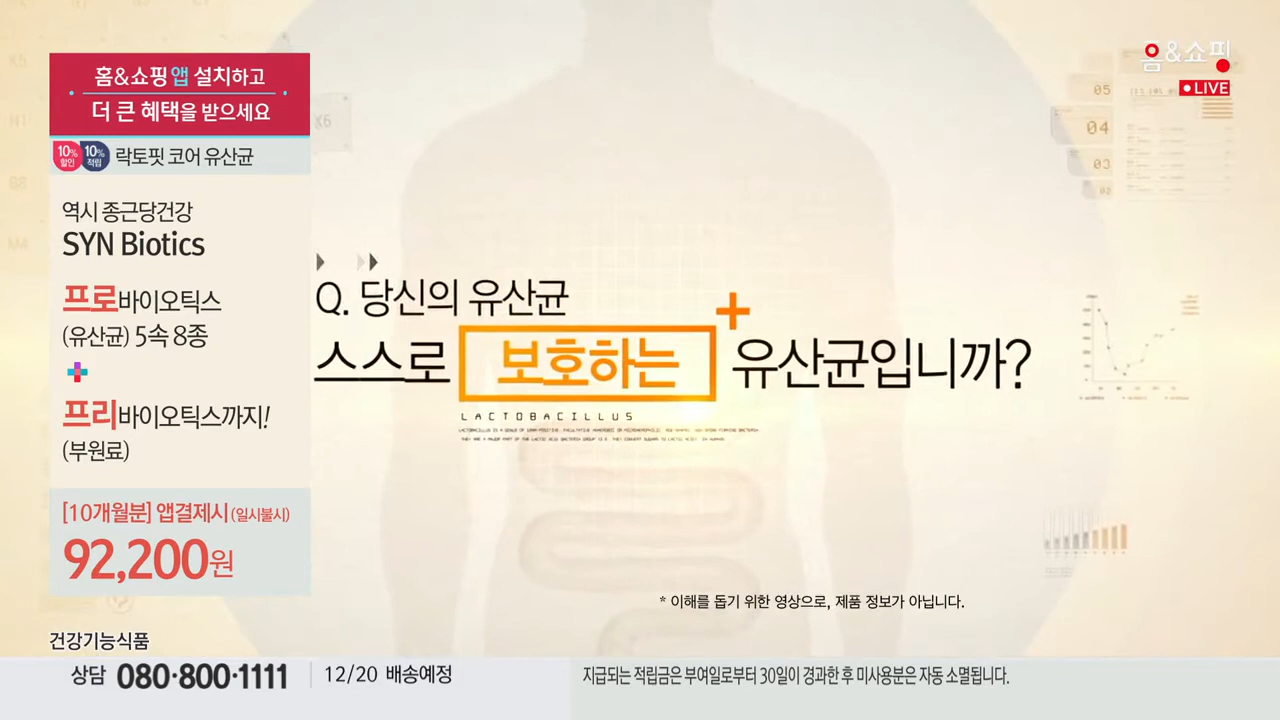 홈&쇼핑 앱 설치하고
더 큰 혜택을 받으세요
10% 할인 10% 적립 락토핏 코어 유산균
역시 종근당건강
SYN Biotics
프로바이오틱스
(유산균) 5속 8종
+
프리바이오틱스까지!
(부원료)
[10개월분] 앱결제시 (일시불시)
92,200원
홈&쇼핑
LIVE
05
04
03
02
X6
Q. 당신의 유산균
스스로 보호하는+ 유산균입니까?
LACTOBACILLUS
* 이해를 돕기 위한 영상으로, 제품 정보가 아닙니다.
건강기능식품
상담 080·800·1111 12/20 배송예정
지급되는 적립금은 부여일로부터 30일이 경과한 후 미사용분은 자동 소멸됩니다.